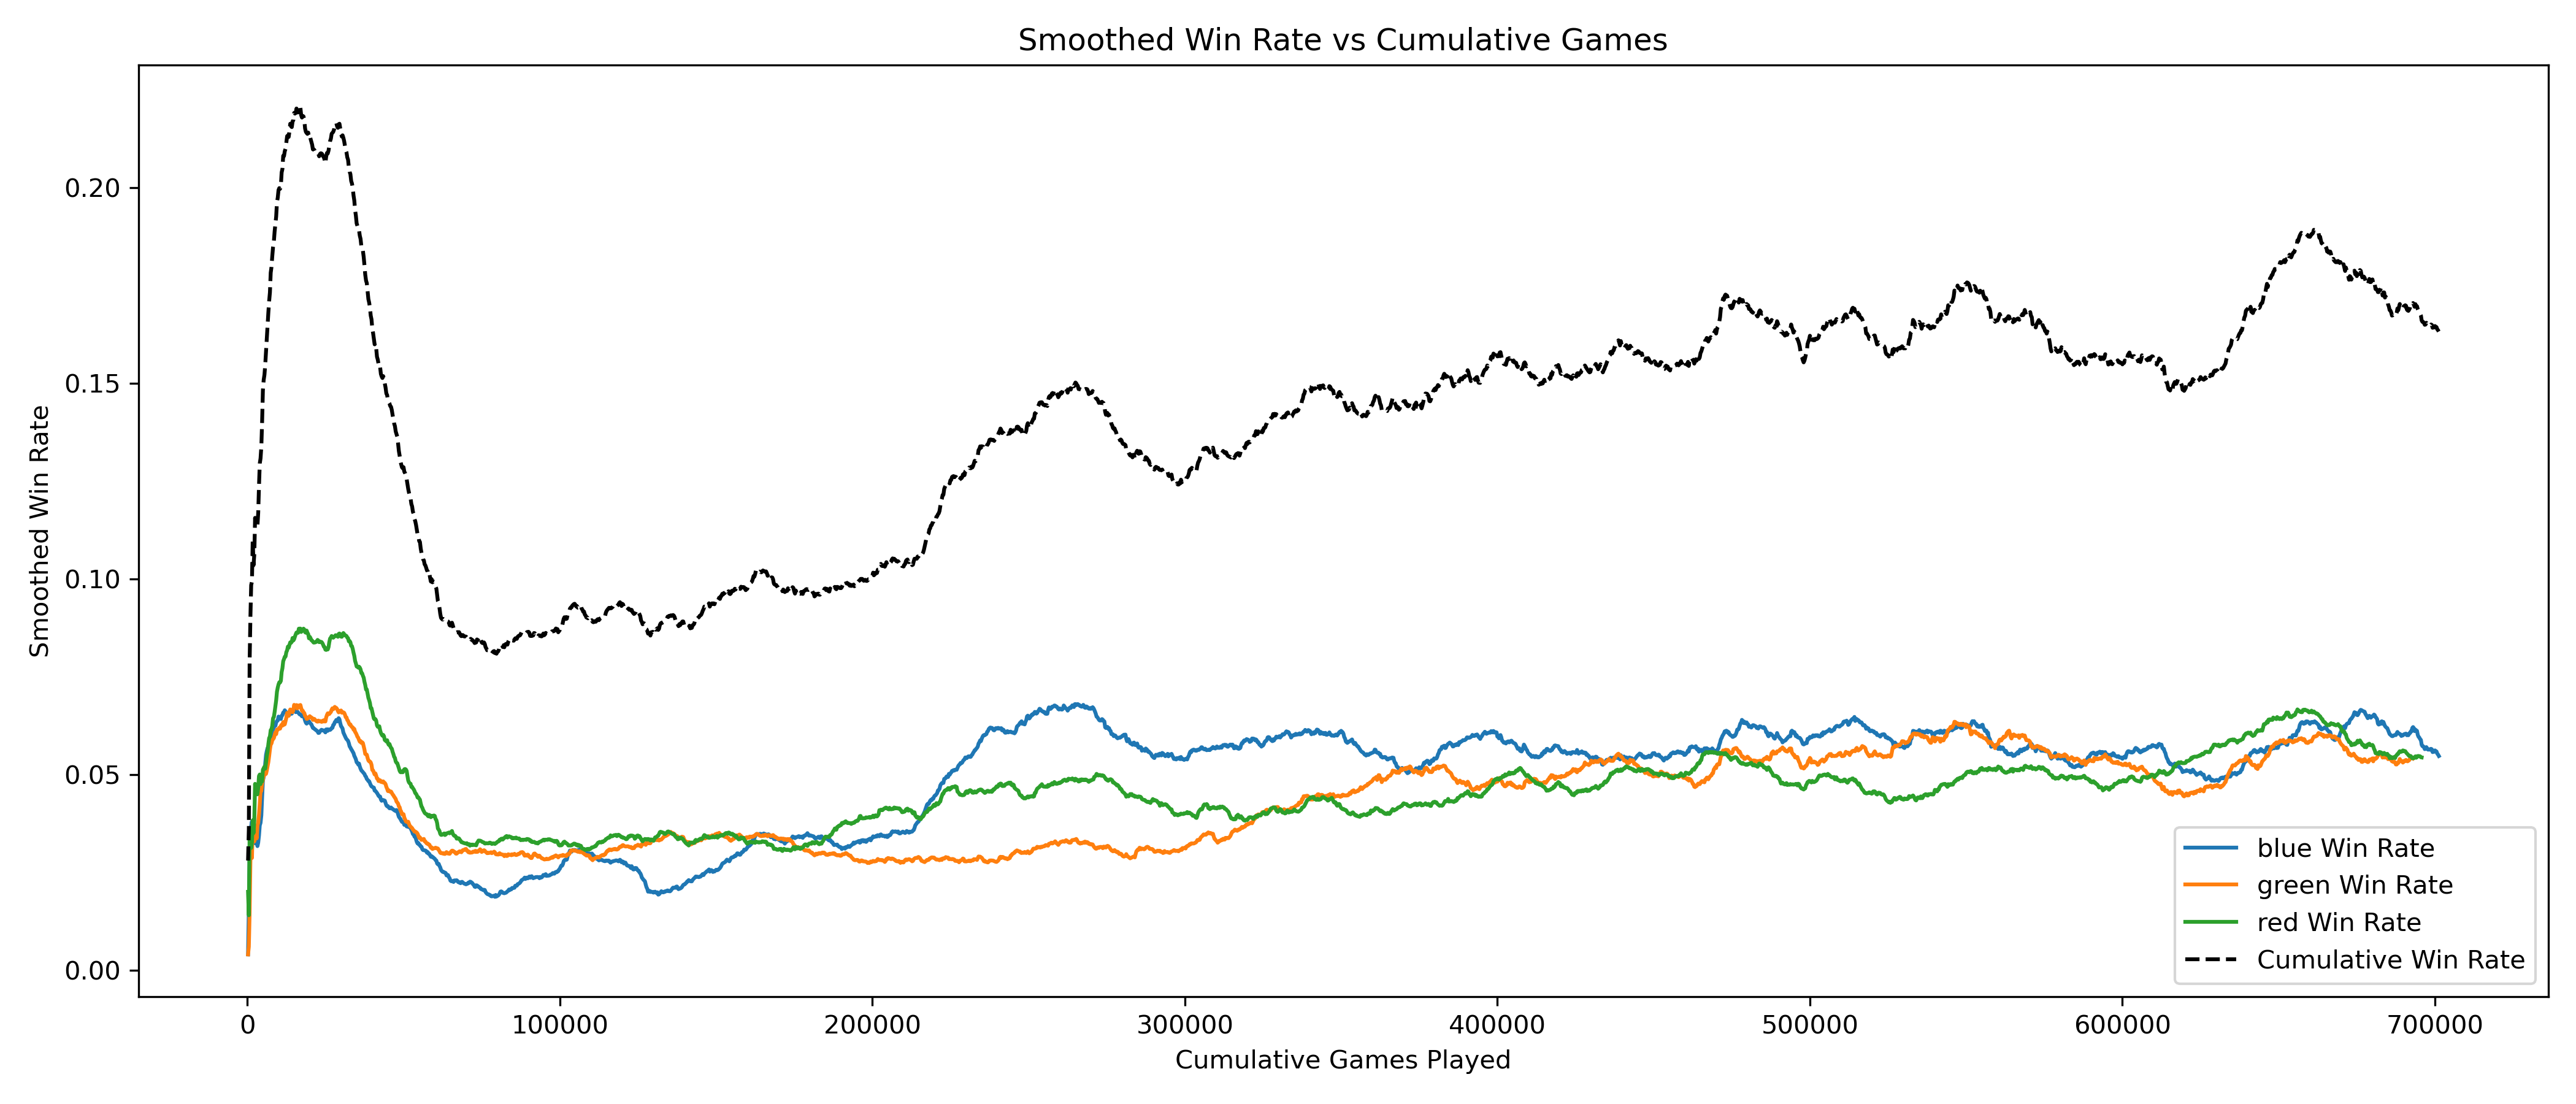 Smoothed Win Rate vs Cumulative Games
Smoothed Win Rate
0.20
0.15
0.10
0.05
0.00
0
100000
200000
300000
400000
500000
600000
700000
Cumulative Games Played
blue Win Rate
green Win Rate
red Win Rate
Cumulative Win Rate